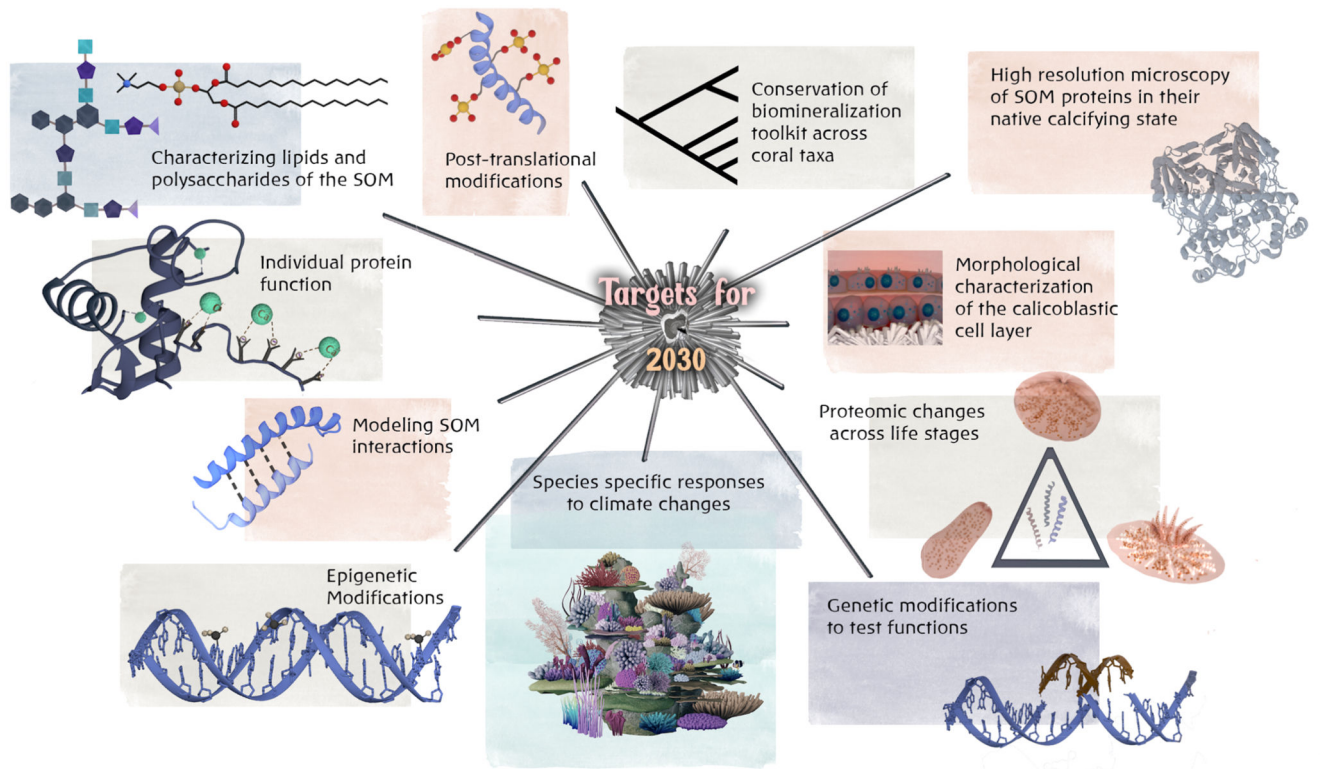 Characterizing lipids and
polysaccharides of the SOM
Post-translational
modifications
Conservation of
biomineralization
toolkit across
coral taxa
High resolution microscopy
of SOM proteins in their
native calcifying state
Individual protein
function
Targets for
2030
Morphological
characterization
of the calicoblastic
cell layer
Modeling SOM
interactions
Proteomic changes
across life stages
Species specific responses
to climate changes
Epigenetic
Modifications
Genetic modifications
to test functions